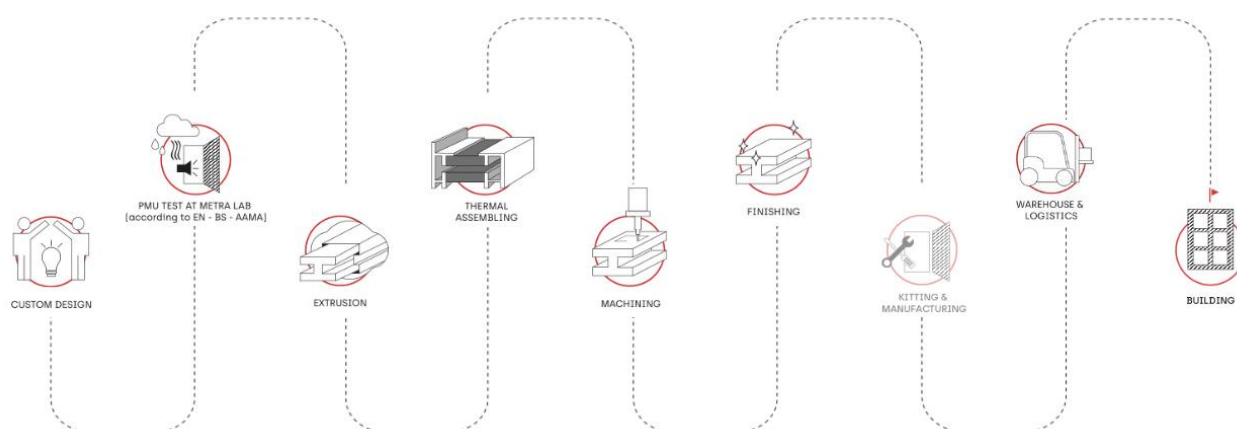 CUSTOM DESIGN
PMU TEST AT METRA LAB
(according to EN - BS - AAMA)
EXTRUSION
THERMAL
ASSEMBLING
MACHINING
FINISHING
KITTING &
MANUFACTURING
WAREHOUSE &
LOGISTICS
BUILDING